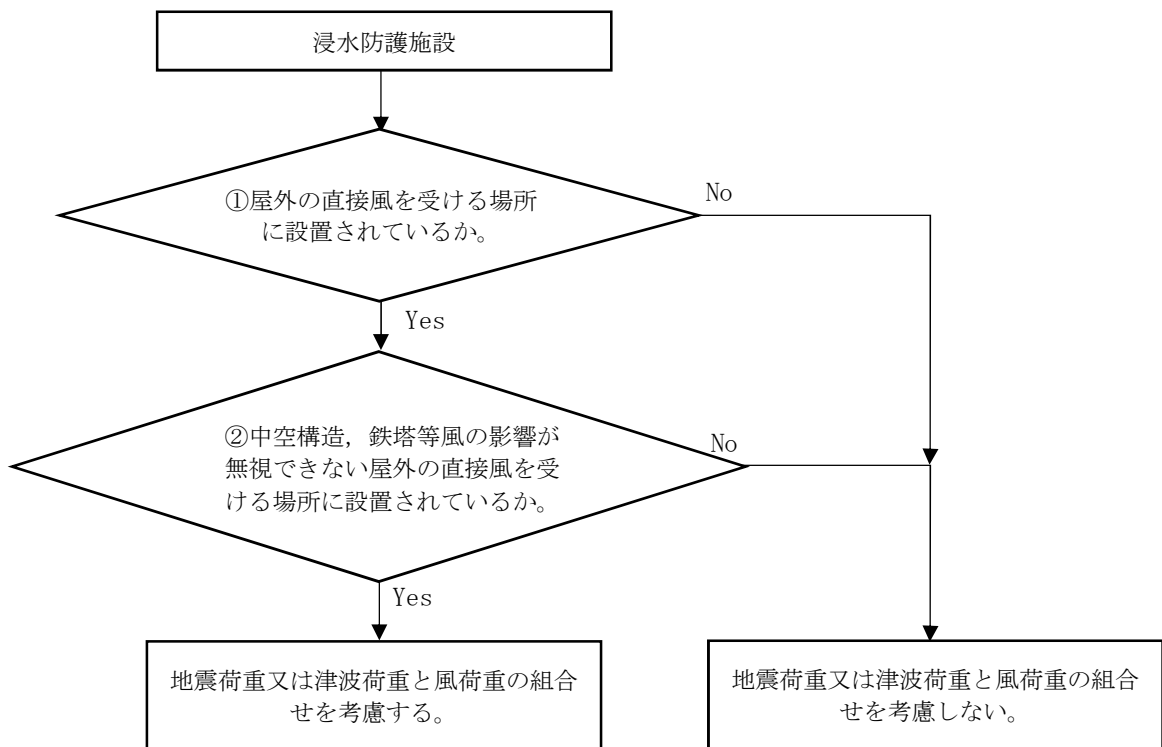 浸水防護施設
①屋外の直接風を受ける場所
に設置されているか。
No
Yes
②中空構造，鉄塔等風の影響が
無視できない屋外の直接風を受
ける場所に設置されているか。
No
Yes
地震荷重又は津波荷重と風荷重の組合
せを考慮する。
地震荷重又は津波荷重と風荷重の組合
せを考慮しない。